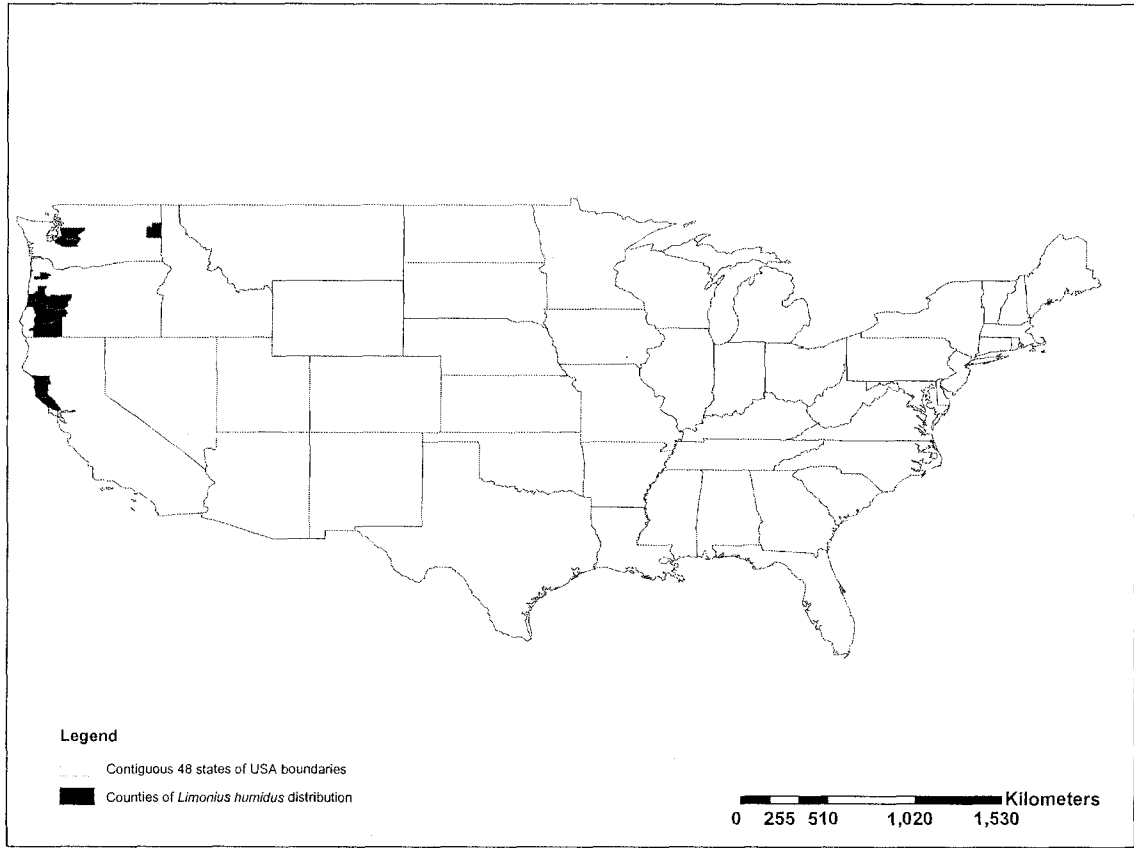 Legend
Contiguous 48 states of USA boundaries
Counties of Limonius humidus distribution
Kilometers
0 255 510 1,020 1,530